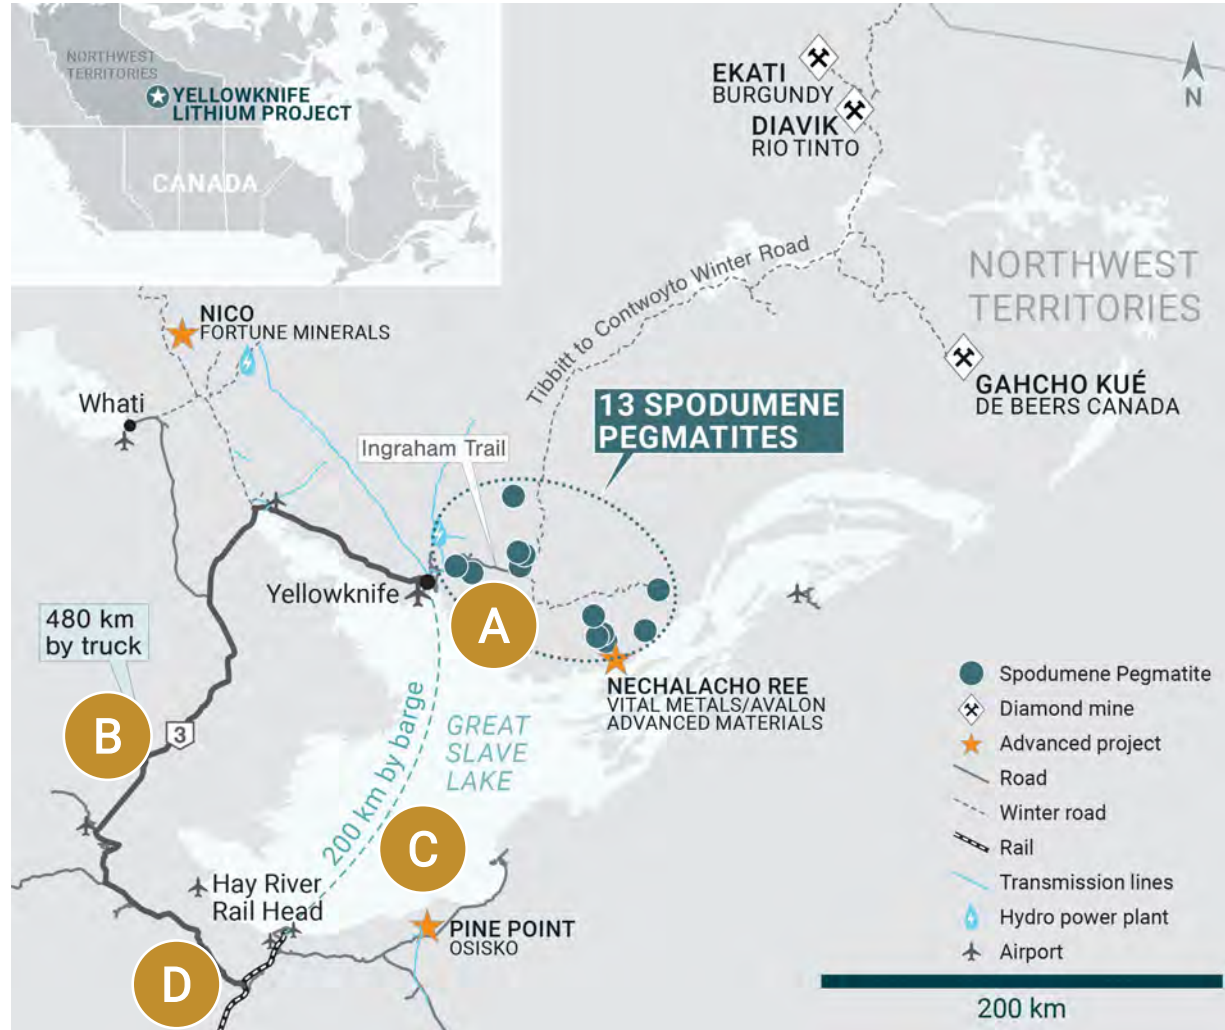 NORTHWEST
TERRITORIES
YELLOWKNIFE
LITHIUM PROJECT
CANADA
EKATI
BURGUNDY
DIAVIK
RIO TINTO
N
NORTHWEST
TERRITORIES
Tibbitt to Contwoyto Winter Road
NICO
FORTUNE MINERALS
GAHCHO KUÉ
DE BEERS CANADA
Whati
13 SPODUMENE
PEGMATITES
Ingraham Trail
Yellowknife
A
480 km
by truck
B
3
NECHALACHO REE
VITAL METALS/AVALON
ADVANCED MATERIALS
GREAT
SLAVE
LAKE
200 km by barge
C
Hay River
Rail Head
PINE POINT
OSISKO
D
Spodumene Pegmatite
Diamond mine
Advanced project
Road
Winter road
Rail
Transmission lines
Hydro power plant
Airport
200 km